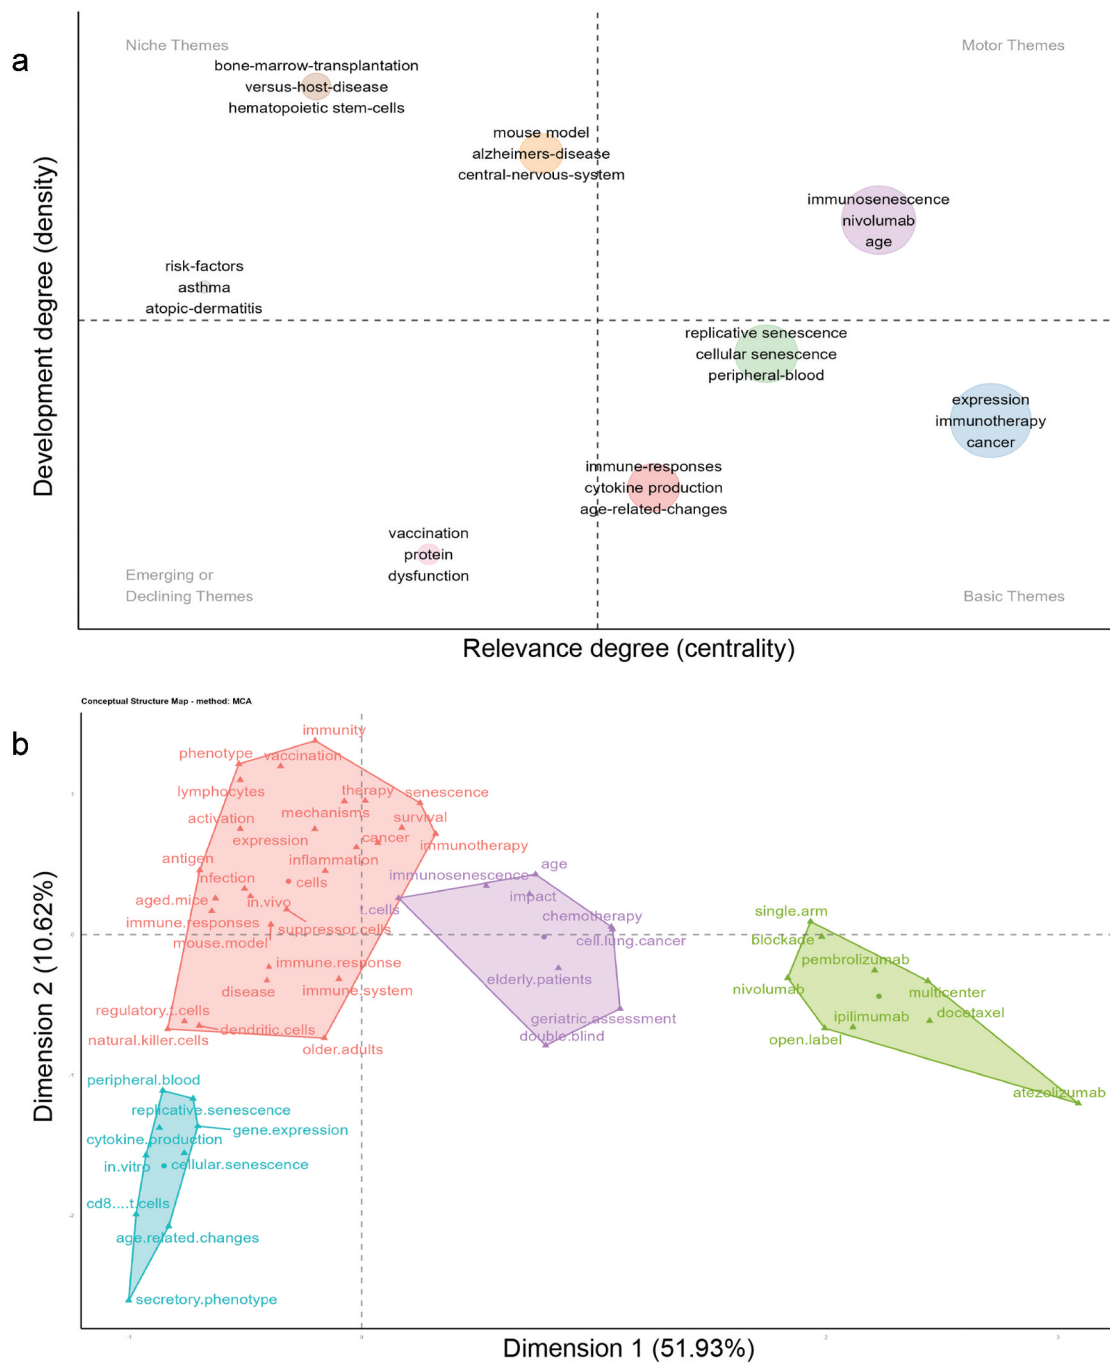 a
Niche Themes
Motor Themes
bone-marrow-transplantation
versus-host-disease
hematopoietic stem-cells
mouse model
alzheimers-disease
central-nervous-system
immunosenescence
nivolumab
age
risk-factors
asthma
atopic-dermatitis
replicative senescence
cellular senescence
peripheral-blood
expression
immunotherapy
cancer
immune-responses
cytokine production
age-related-changes
vaccination
protein
dysfunction
Emerging or
Declining Themes
Basic Themes
Development degree (density)
Relevance degree (centrality)
Conceptual Structure Map - method: MCA
b
immunity
phenotype
vaccination
lymphocytes
therapy
senescence
activation
mechanisms
survival
expression
cancer
immunotherapy
antigen
inflammation
infection
cells
aged.mice
in.vivo
immune.responses
suppressor.cells
mouse.model
immune.response
disease
immune.system
regulatory.t.cells
dendritic.cells
natural.killer.cells
older.adults
age
immunosenescence
impact
t.cells
chemotherapy
cell.lung.cancer
elderly.patients
geriatric.assessment
double.blind
single.arm
blockade
pembrolizumab
nivolumab
multicenter
ipilimumab
docetaxel
open.label
atezolizumab
peripheral.blood
replicative.senescence
gene.expression
cytokine.production
in.vitro
cellular.senescence
cd8....t.cells
age.related.changes
secretory.phenotype
1
0
-1
-2
-1
0
2
3
Dimension 2 (10.62%)
Dimension 1 (51.93%)